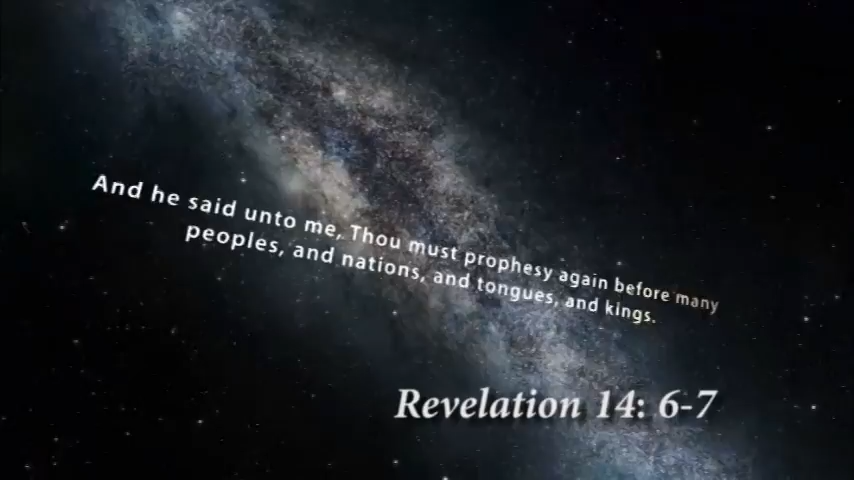 And he said unto me, Thou must prophesy again before many
peoples, and nations, and tongues, and kings.
Revelation 14: 6-7